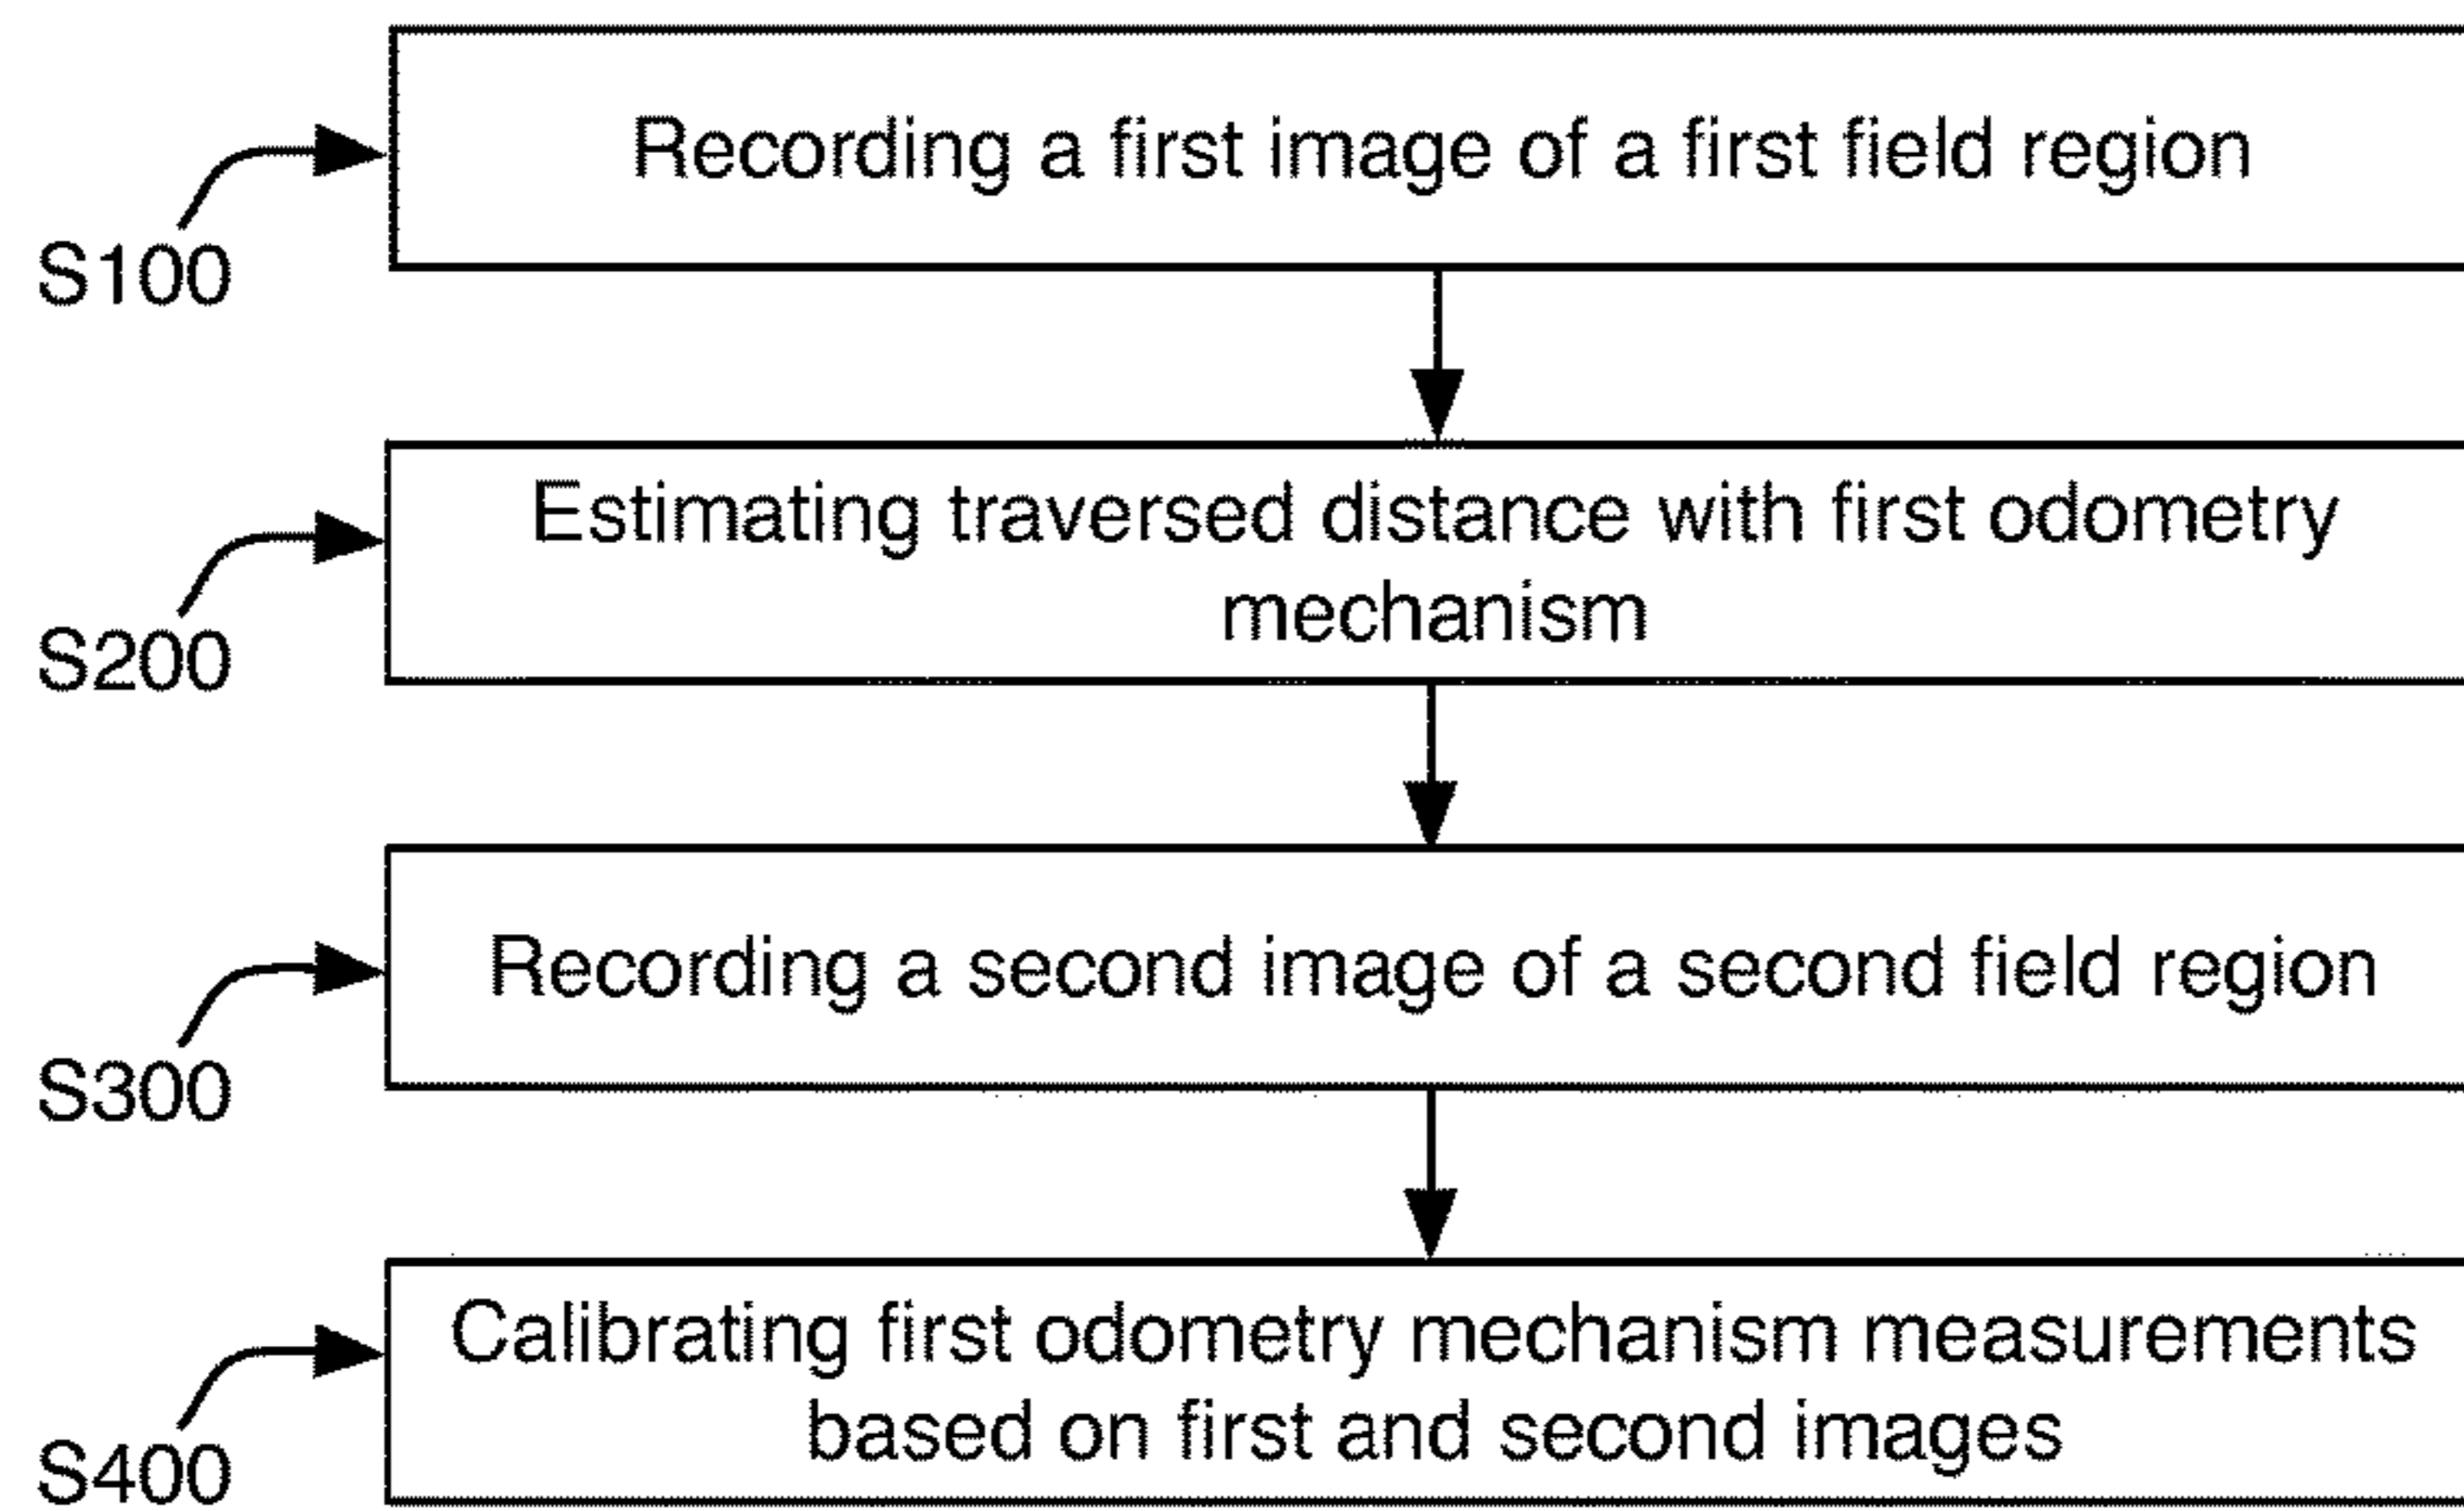 Recording a first image of a first field region
S100
Estimating traversed distance with first odometry
mechanism
S200
Recording a second image of a second field region
S300
Calibrating first odometry mechanism measurements
based on first and second images
S400